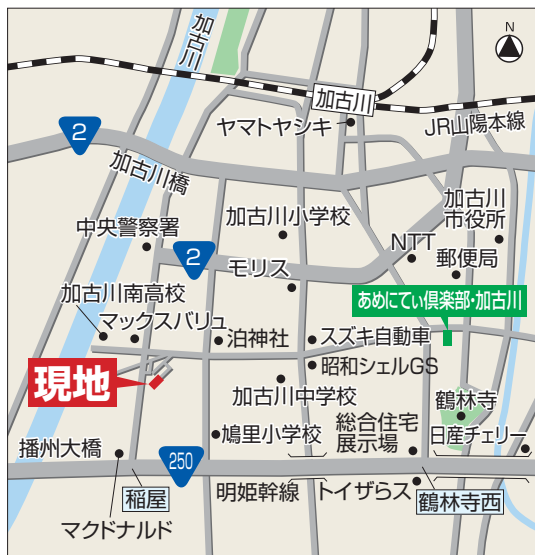 加古川
N
加古川
ヤマトヤシキ
JR山陽本線
2
加古川橋
加古川
市役所
加古川小学校
中央警察署
NTT
2
郵便局
モリス
加古川南高校
あめにてぃ倶楽部・加古川
マックスバリュ
泊神社
スズキ自動車
昭和シェルGS
現地
加古川中学校
鶴林寺
総合住宅
展示場
鳩里小学校
日産チェリー
播州大橋
250
稲屋
明姫幹線
トイザらス
鶴林寺西
マクドナルド